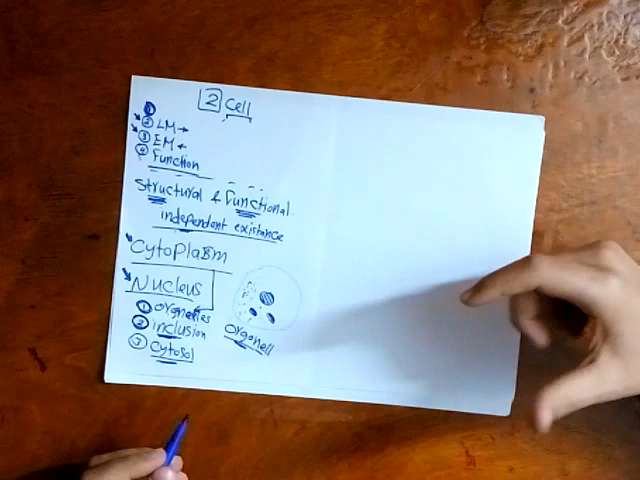 2 Cell
1
2 LM →
3 EM
4 Function
Structural & Functional.
independent existance
Cytoplasm
Nucleus
1 organelles
2 inclusion
3 Cytosol
organell